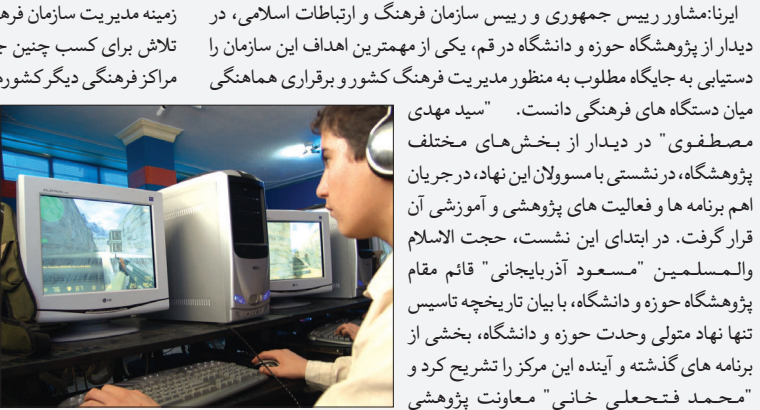 ایرنا:مشاور رییس جمهوری و رییس سازمان فرهنگ و ارتباطات اسلامی، در
دیدار از پژوهشگاه حوزه و دانشگاه در قم، یکی از مهمترین اهداف این سازمان را
دستیابی به جایگاه مطلوب به منظور مدیریت فرهنگ کشور و برقراری هماهنگی
میان دستگاه های فرهنگی دانست. "سید مهدی
مصطفوی" در دیدار از بخش‌های مختلف
پژوهشگاه، در نشستی با مسوولان این نهاد، در جریان
اهم برنامه ها و فعالیت های پژوهشی و آموزشی آن
قرار گرفت. در ابتدای این نشست، حجت الاسلام
والمسلمین "مسعود آذربایجانی" قائم مقام
پژوهشگاه حوزه و دانشگاه، با بیان تاریخچه تاسیس
تنها نهاد متولی وحدت حوزه و دانشگاه، بخشی از
برنامه های گذشته و آینده این مرکز را تشریح کرد و
"محمد فتحعلی خانی" معاونت پژوهشی
زمینه مدیریت سازمان
تلاش برای کسب چنین
مراکز فرهنگی دیگر
LG